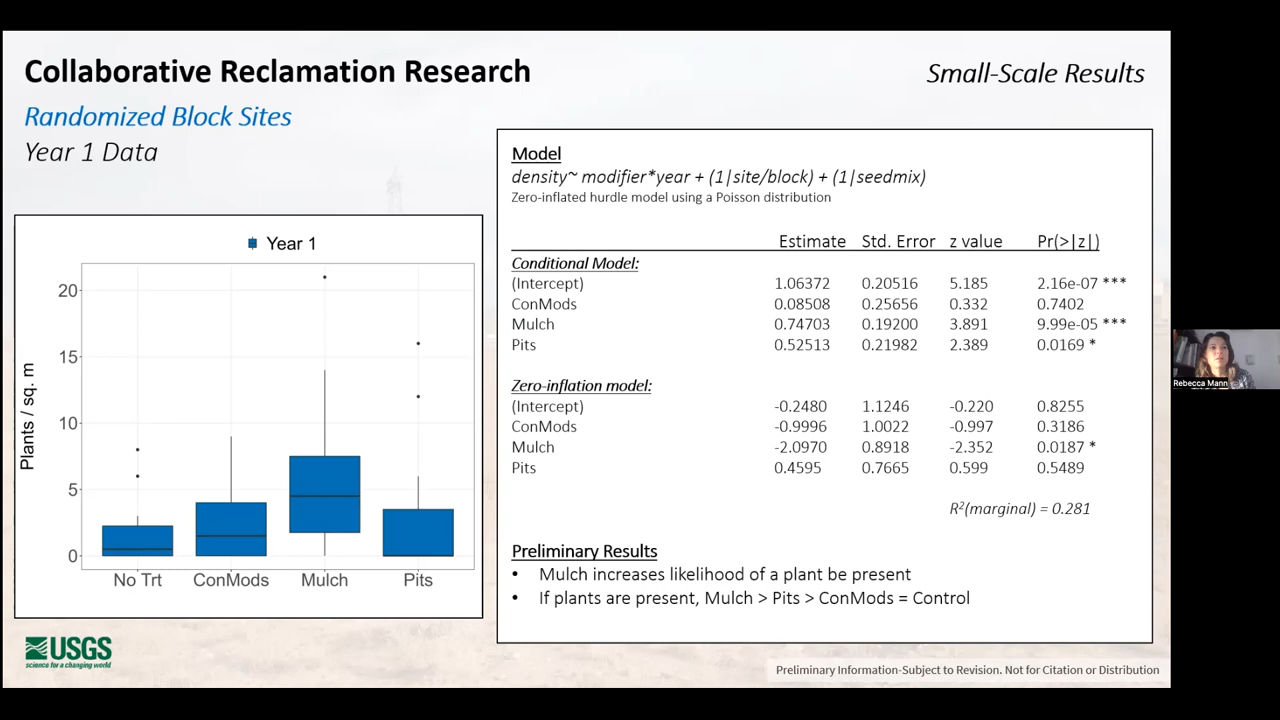 Collaborative Reclamation Research
Small-Scale Results
Randomized Block Sites
Year 1 Data
Year 1
Plants / sq. m
20
15
10
5
0
No Trt ConMods Mulch Pits
Model
density~ modifier*year + (1|site/block) + (1|seedmix)
Zero-inflated hurdle model using a Poisson distribution
Estimate Std. Error z value Pr(>|z|)
Conditional Model:
(Intercept) 1.06372 0.20516 5.185 2.16e-07 ***
ConMods 0.08508 0.25656 0.332 0.7402
Mulch 0.74703 0.19200 3.891 9.99e-05 ***
Pits 0.52513 0.21982 2.389 0.0169 *
Zero-inflation model:
(Intercept) -0.2480 1.1246 -0.220 0.8255
ConMods -0.9996 1.0022 -0.997 0.3186
Mulch -2.0970 0.8918 -2.352 0.0187 *
Pits 0.4595 0.7665 0.599 0.5489
R²(marginal) = 0.281
Preliminary Results
• Mulch increases likelihood of a plant be present
• If plants are present, Mulch > Pits > ConMods = Control
USGS
science for a changing world
Preliminary Information-Subject to Revision. Not for Citation or Distribution
Rebecca Mann